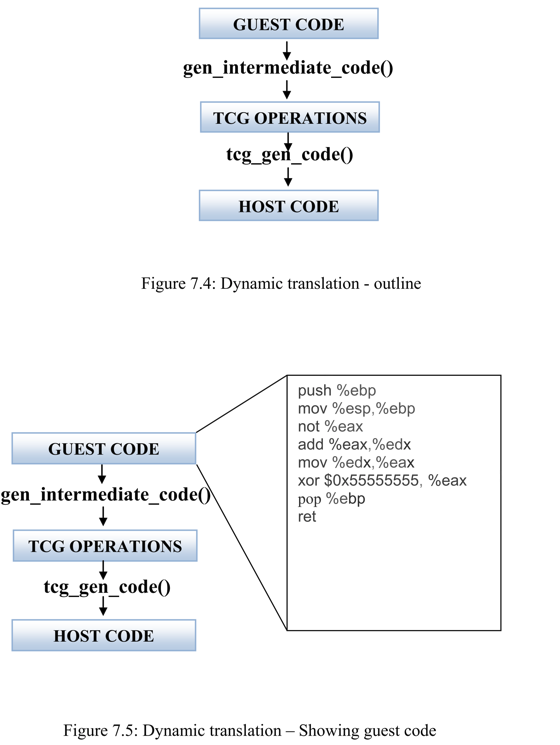 GUEST CODE
gen_intermediate_code()
TCG OPERATIONS
tcg_gen_code()
HOST CODE
Figure 7.4: Dynamic translation - outline
GUEST CODE
gen_intermediate_code()
TCG OPERATIONS
tcg_gen_code()
HOST CODE
push %ebp
mov %esp,%ebp
not %eax
add %eax,%edx
mov %edx,%eax
xor $0x55555555, %eax
pop %ebp
ret
Figure 7.5: Dynamic translation – Showing guest code